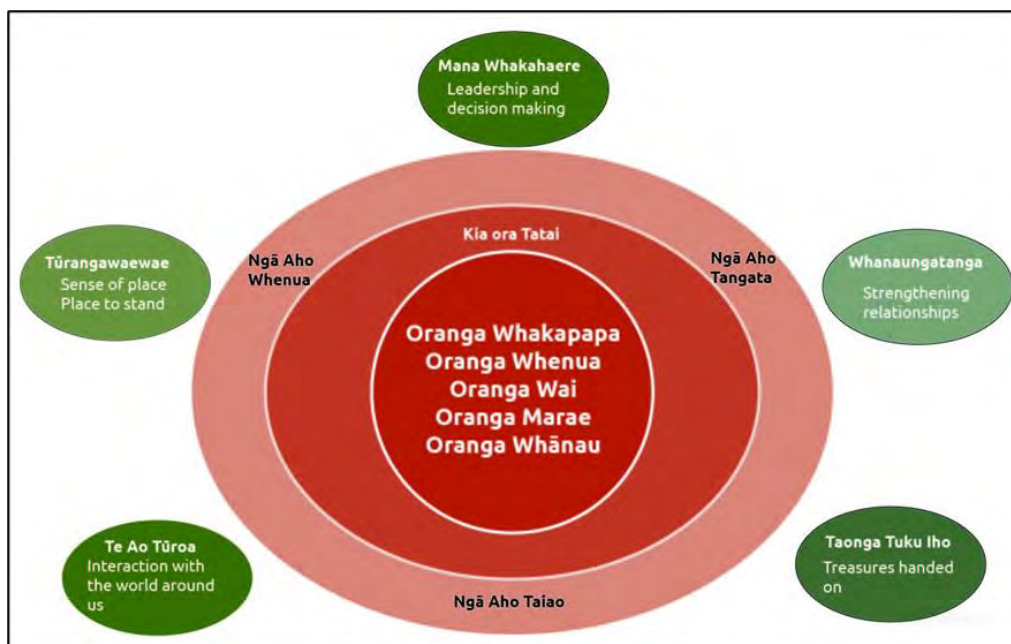 Mana Whakahaere
Leadership and
decision making
Kia ora Tatai
Ngā Aho
Whenua
Ngā Aho
Tangata
Tūrangawaewae
Sense of place
Place to stand
Whanaungatanga
Strengthening
relationships
Oranga Whakapapa
Oranga Whenua
Oranga Wai
Oranga Marae
Oranga Whānau
Te Ao Tūroa
Interaction with
the world around
us
Taonga Tuku Iho
Treasures handed
on
Ngā Aho Taiao